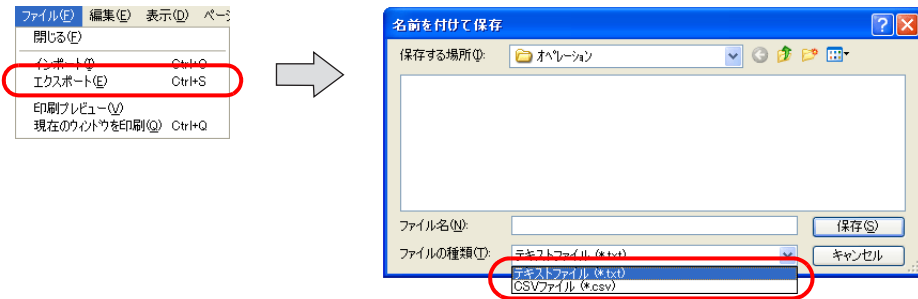 ファイル(F) 編集(E) 表示(D) ページ
閉じる(F)
インポート(I) Ctrl+O
エクスポート(E) Ctrl+S
印刷プレビュー(V)
現在のウィンドウを印刷(Q) Ctrl+Q
名前を付けて保存
保存する場所(I): オペレーション
ファイル名(N): 保存(S)
ファイルの種類(T): テキストファイル (*.txt) キャンセル
テキストファイル (*.txt)
CSVファイル (*.csv)